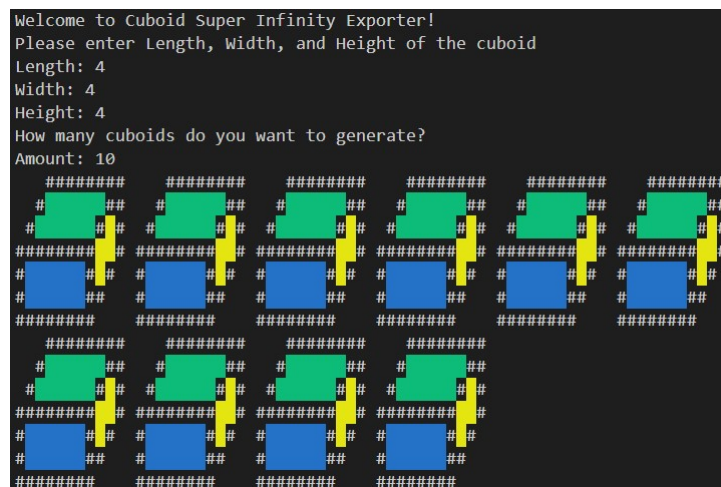 Welcome to Cuboid Super Infinity Exporter!
Please enter Length, Width, and Height of the cuboid
Length: 4
Width: 4
Height: 4
How many cuboids do you want to generate?
Amount: 10
   ########    ########    ########    ########    ########    ########
  #      ##   #      ##   #      ##   #      ##   #      ##   #      ##
 #      # #  #      # #  #      # #  #      # #  #      # #  #      # #
########  # ########  # ########  # ########  # ########  # ########  #
#      # #  #      # #  #      # #  #      # #  #      # #  #      # #
#      ##   #      ##   #      ##   #      ##   #      ##   #      ##
########    ########    ########    ########    ########    ########
   ########    ########    ########    ########
  #      ##   #      ##   #      ##   #      ##
 #      # #  #      # #  #      # #  #      # #
########  # ########  # ########  # ########  #
#      # #  #      # #  #      # #  #      # #
#      ##   #      ##   #      ##   #      ##
########    ########    ########    ########